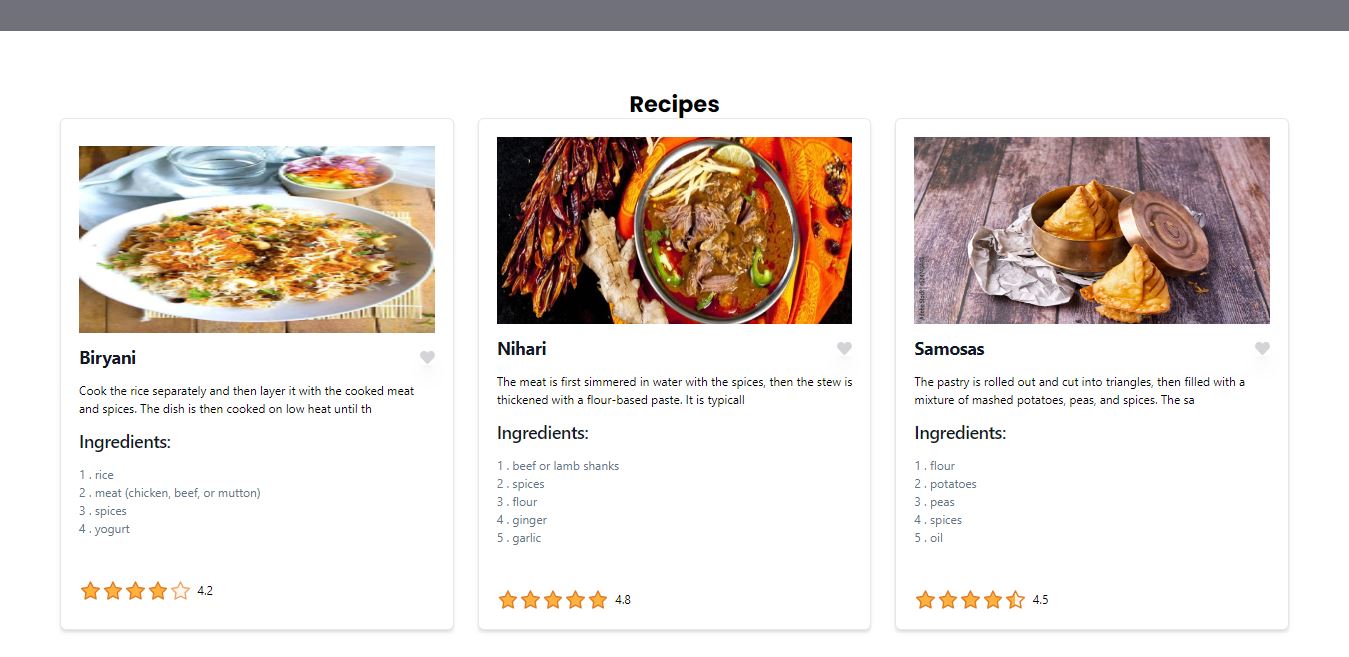 Recipes
Biryani
Cook the rice separately and then layer it with the cooked meat
and spices. The dish is then cooked on low heat until th
Ingredients:
1 . rice
2 . meat (chicken, beef, or mutton)
3 . spices
4 . yogurt
4.2
Nihari
The meat is first simmered in water with the spices, then the stew is
thickened with a flour-based paste. It is typicall
Ingredients:
1 . beef or lamb shanks
2 . spices
3 . flour
4 . ginger
5 . garlic
4.8
Samosas
The pastry is rolled out and cut into triangles, then filled with a
mixture of mashed potatoes, peas, and spices. The sa
Ingredients:
1 . flour
2 . potatoes
3 . peas
4 . spices
5 . oil
4.5